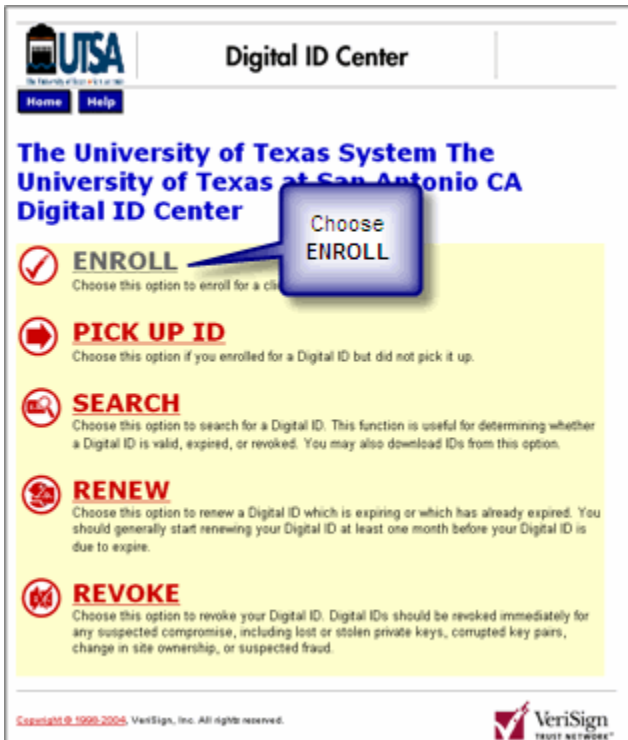 UTSA
Digital ID Center
Home Help
The University of Texas System The
University of Texas at San Antonio CA
Digital ID Center
Choose
ENROLL
ENROLL
Choose this option to enroll for a
PICK UP ID
Choose this option if you enrolled for a Digital ID but did not pick it up.
SEARCH
Choose this option to search for a Digital ID. This function is useful for determining whether
a Digital ID is valid, expired, or revoked. You may also download IDs from this option.
RENEW
Choose this option to renew a Digital ID which is expiring or which has already expired. You
should generally start renewing your Digital ID at least one month before your Digital ID is
due to expire.
REVOKE
Choose this option to revoke your Digital ID. Digital IDs should be revoked immediately for
any suspected compromise, including lost or stolen private keys, corrupted key pairs,
change in site ownership, or suspected fraud.
Copyright © 1998-2004, VeriSign, Inc. All rights reserved.
VeriSign
TRUST NETWORK